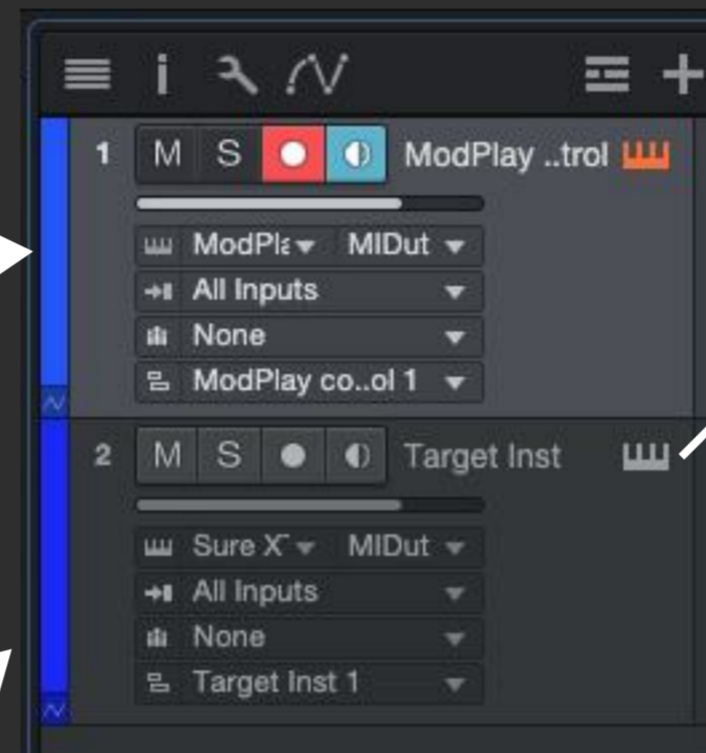 1 M S ModPlay ..trol
ModPla MIDut
All Inputs
None
ModPlay co..ol 1
2 M S Target Inst
Sure X MIDut
All Inputs
None
Target Inst 1